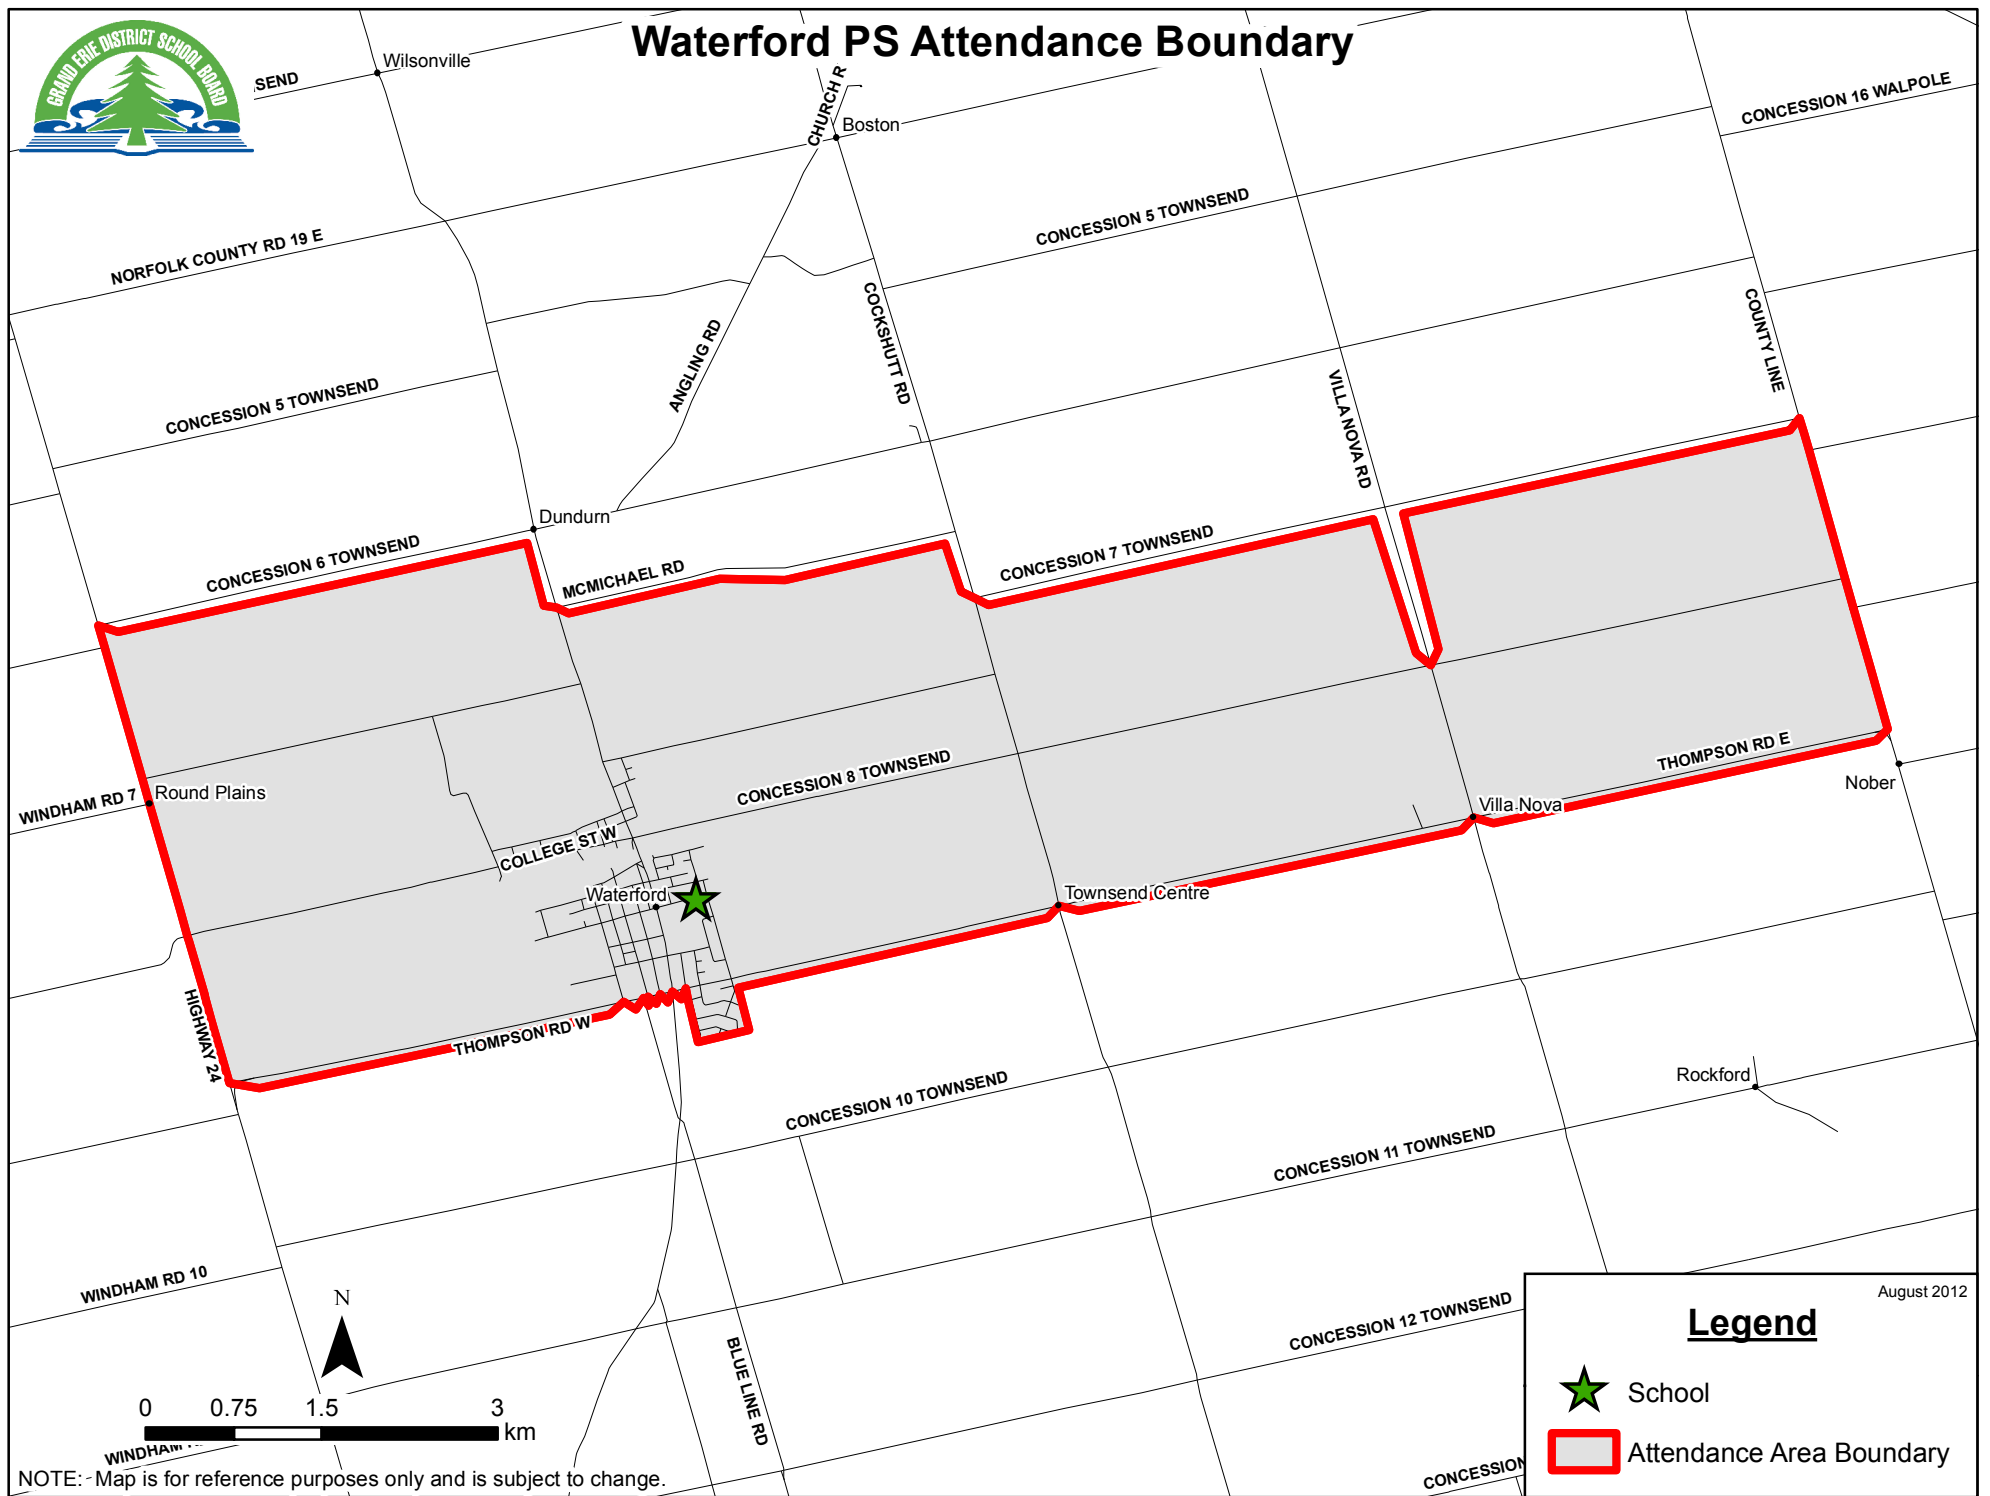 Waterford PS Attendance Boundary
GRAND ERIE DISTRICT SCHOOL BOARD
SEND
Wilsonville
CHURCH R
Boston
CONCESSION 16 WALPOLE
NORFOLK COUNTY RD 19 E
CONCESSION 5 TOWNSEND
COCKSHUTT RD
COUNTY LINE
ANGLING RD
VILLA NOVA RD
CONCESSION 5 TOWNSEND
Dundurn
CONCESSION 6 TOWNSEND
MCMICHAEL RD
CONCESSION 7 TOWNSEND
WINDHAM RD 7
Round Plains
CONCESSION 8 TOWNSEND
THOMPSON RD E
Nober
Villa Nova
COLLEGE ST W
Waterford
Townsend Centre
HIGHWAY 24
THOMPSON RD W
Rockford
CONCESSION 10 TOWNSEND
CONCESSION 11 TOWNSEND
WINDHAM RD 10
CONCESSION 12 TOWNSEND
BLUE LINE RD
N
0 0.75 1.5 3
km
WINDHAM
NOTE: Map is for reference purposes only and is subject to change.
CONCESSION
August 2012
Legend
School
Attendance Area Boundary